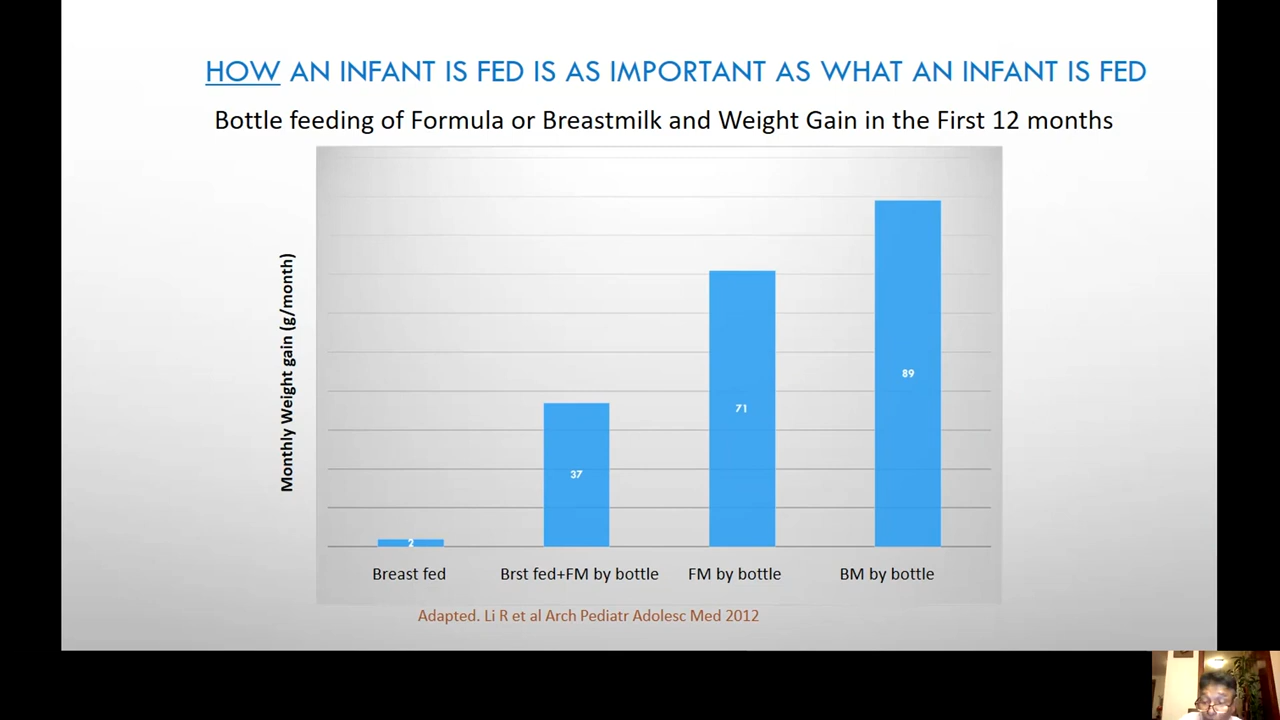 HOW AN INFANT IS FED IS AS IMPORTANT AS WHAT AN INFANT IS FED
Bottle feeding of Formula or Breastmilk and Weight Gain in the First 12 months
Monthly Weight gain (g/month)
2
37
71
89
Breast fed
Brst fed+FM by bottle
FM by bottle
BM by bottle
Adapted. Li R et al Arch Pediatr Adolesc Med 2012